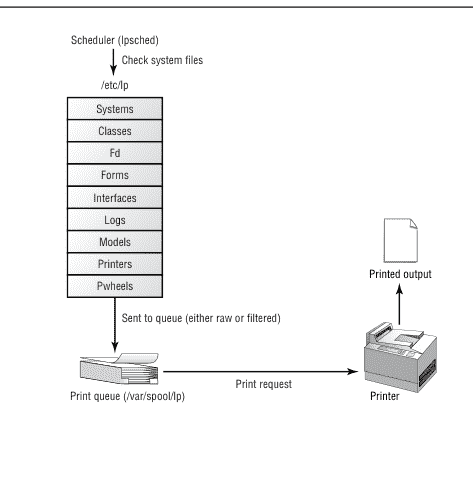 Scheduler (lpsched)
Check system files
/etc/lp
Systems
Classes
Fd
Forms
Interfaces
Logs
Models
Printers
Pwheels
Sent to queue (either raw or filtered)
Print queue (/var/spool/lp)
Print request
Printed output
Printer